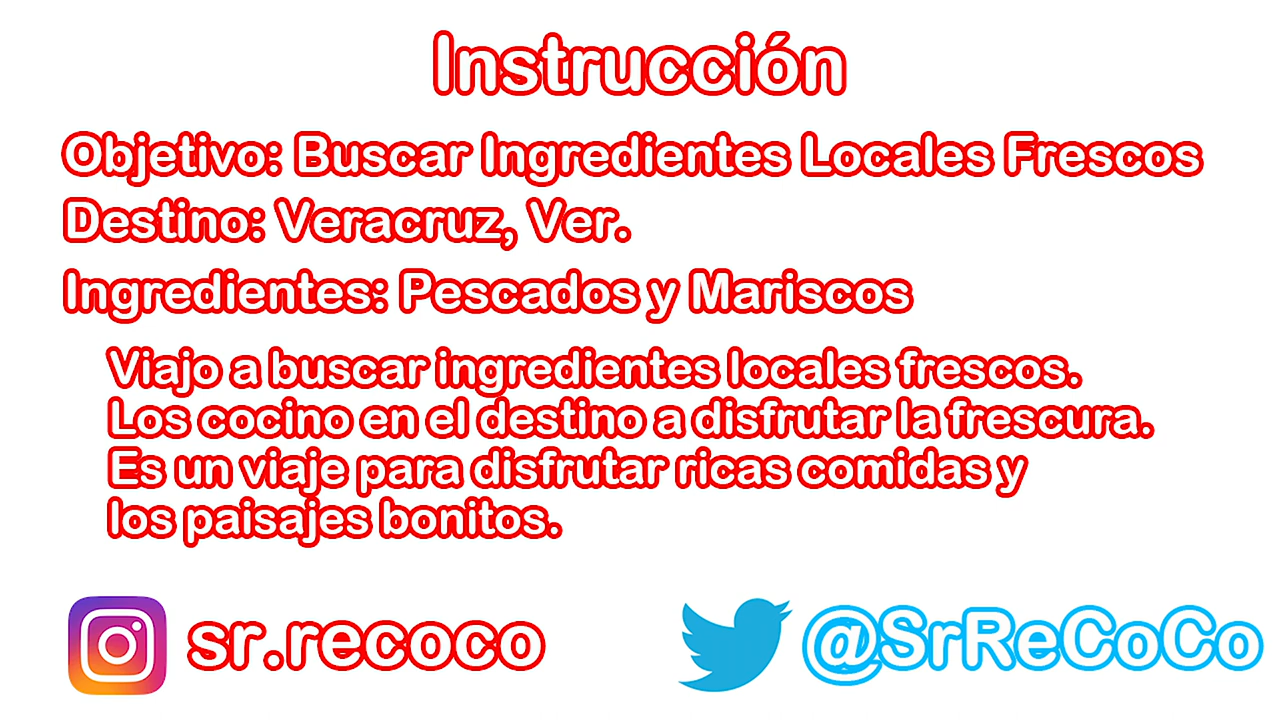 Instrucción
Objetivo: Buscar Ingredientes Locales Frescos
Destino: Veracruz, Ver.
Ingredientes: Pescados y Mariscos
Viajo a buscar ingredientes locales frescos.
Los cocino en el destino a disfrutar la frescura.
Es un viaje para disfrutar ricas comidas y
los paisajes bonitos.
sr.recoco
@SrReCoCo